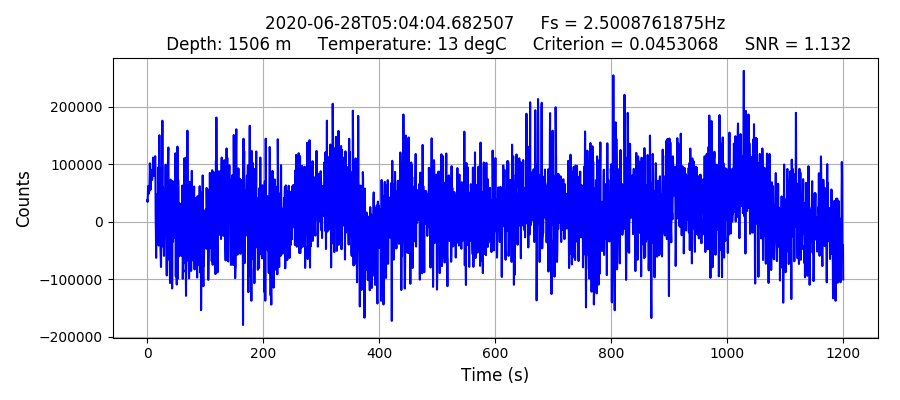 2020-06-28T05:04:04.682507 Fs = 2.5008761875Hz
Depth: 1506 m Temperature: 13 degC Criterion = 0.0453068 SNR = 1.132
Counts
200000
100000
0
−100000
−200000
0 200 400 600 800 1000 1200
Time (s)